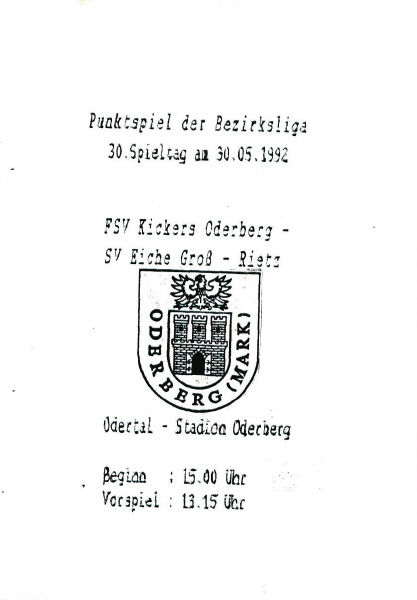 Punktspiel der Bezirksliga
30.Spieltag am 30.05.1992
FSV Kickers Oderberg -
SV Eiche Groß - Rietz
ODERBERG (MARK)
Odertal - Stadion Oderberg
Beginn : 15.00 Uhr
Vorspiel : 13.15 Uhr